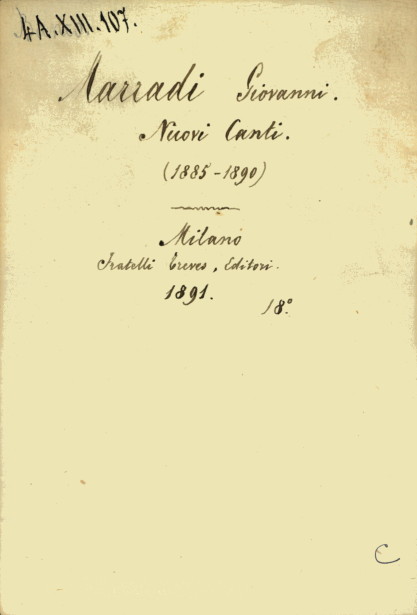 4A.XIII.107.
Marradi Giovanni.
Nuovi Canti.
(1885-1890)
Milano
Fratelli Treves, Editori.
1891.
18°
C